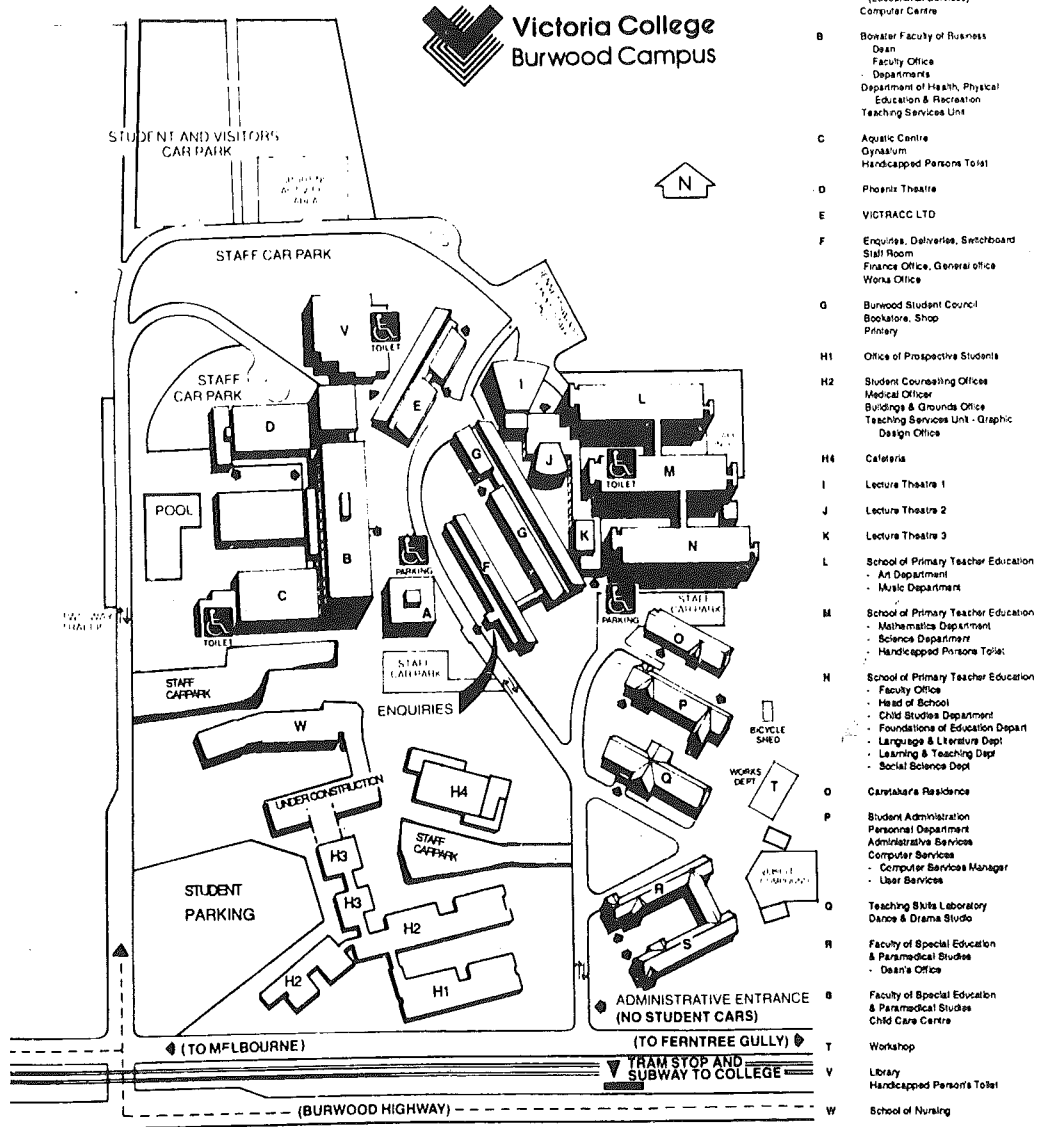 Victoria College
Burwood Campus
N
STUDENT AND VISITORS
CAR PARK
STAFF CAR PARK
V
TOILET
STAFF
CAR PARK
D
E
I
L
G
J
TOILET
M
POOL
B
PARKING
F
G
K
N
C
A
TOILET
PARKING
STAFF
CAR PARK
O
STAFF
CAR PARK
ENQUIRIES
STAFF
CARPARK
W
P
BICYCLE
SHED
WORKS
DEPT
T
Q
UNDER CONSTRUCTION
H4
H3
STAFF
CARPARK
H3
STUDENT
PARKING
H2
R
S
H2
H1
ADMINISTRATIVE ENTRANCE
(NO STUDENT CARS)
(TO MELBOURNE)
(TO FERNTREE GULLY)
TRAM STOP AND
SUBWAY TO COLLEGE
(BURWOOD HIGHWAY)
Computer Centre
B Bowater Faculty of Business
Dean
Faculty Office
- Departments
Department of Health, Physical
Education & Recreation
Teaching Services Unit
C Aquatic Centre
Gynasium
Handicapped Persons Toilet
D Phoenix Theatre
E VICTRACC LTD
F Enquiries, Deliveries, Switchboard
Staff Room
Finance Office, General office
Works Office
G Burwood Student Council
Bookstore, Shop
Printery
H1 Office of Prospective Students
H2 Student Counselling Offices
Medical Officer
Buildings & Grounds Office
Teaching Services Unit - Graphic
Design Office
H4 Cafeteria
I Lecture Theatre 1
J Lecture Theatre 2
K Lecture Theatre 3
L School of Primary Teacher Education
- Art Department
- Music Department
M School of Primary Teacher Education
- Mathematics Department
- Science Department
- Handicapped Persons Toilet
N School of Primary Teacher Education
- Faculty Office
- Head of School
- Child Studies Department
- Foundations of Education Depart
- Language & Literature Dept
- Learning & Teaching Dept
- Social Science Dept
O Caretaker's Residence
P Student Administration
Personnel Department
Administrative Services
Computer Services
- Computer Services Manager
- User Services
Q Teaching Skills Laboratory
Dance & Drama Studio
R Faculty of Special Education
& Paramedical Studies
- Dean's Office
S Faculty of Special Education
& Paramedical Studies
Child Care Centre
T Workshop
V Library
Handicapped Person's Toilet
W School of Nursing